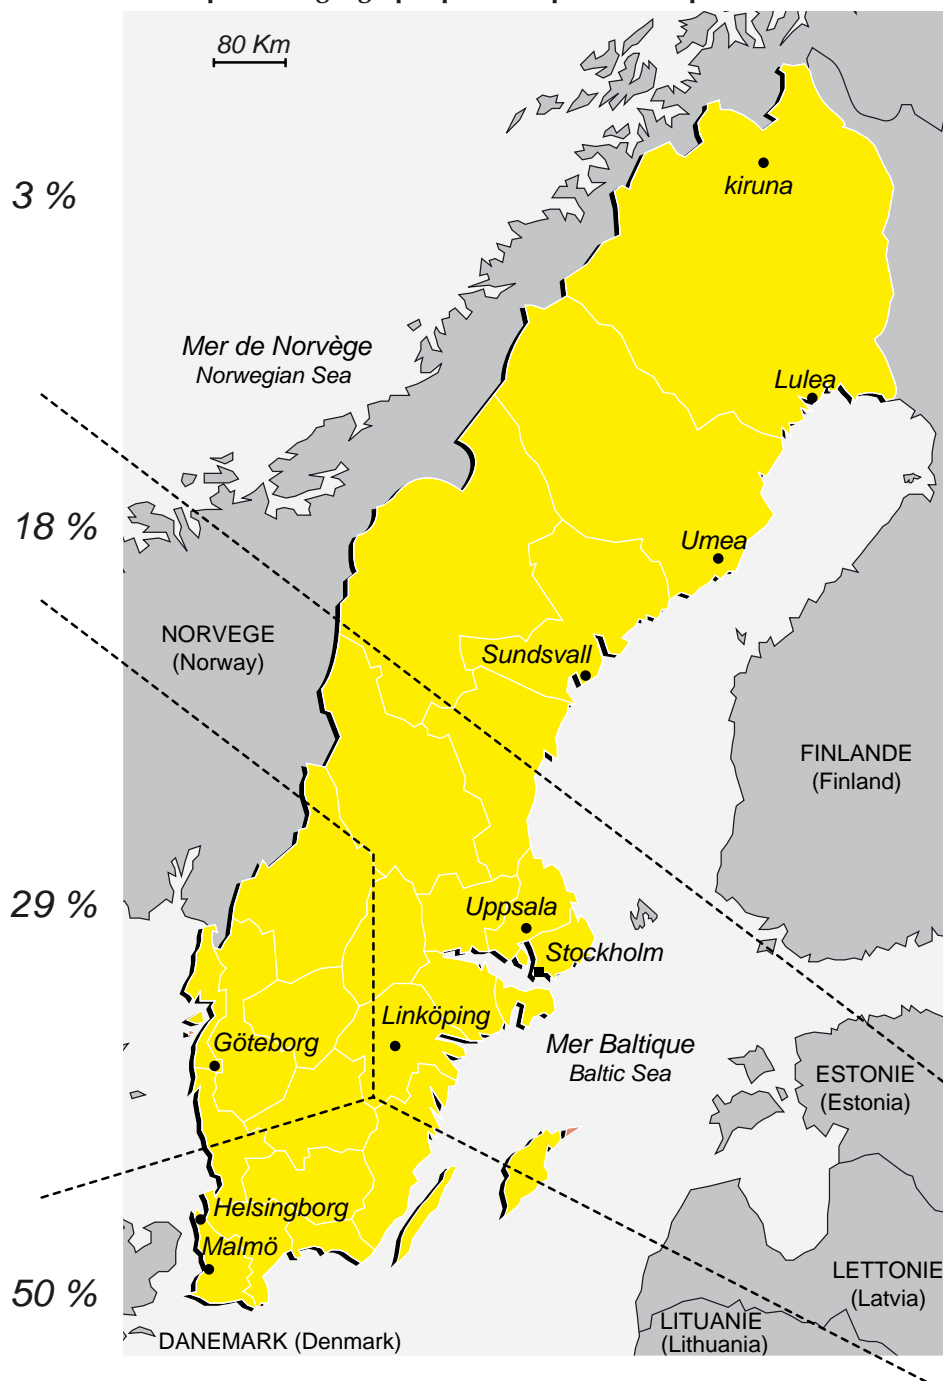 80 Km
3 %
kiruna
Mer de Norvège
Norwegian Sea
Lulea
18 %
Umea
NORVEGE
(Norway)
Sundsvall
FINLANDE
(Finland)
29 %
Uppsala
Stockholm
Linköping
Göteborg
Mer Baltique
Baltic Sea
ESTONIE
(Estonia)
Helsingborg
Malmö
LETTONIE
(Latvia)
50 %
LITUANIE
(Lithuania)
DANEMARK (Denmark)